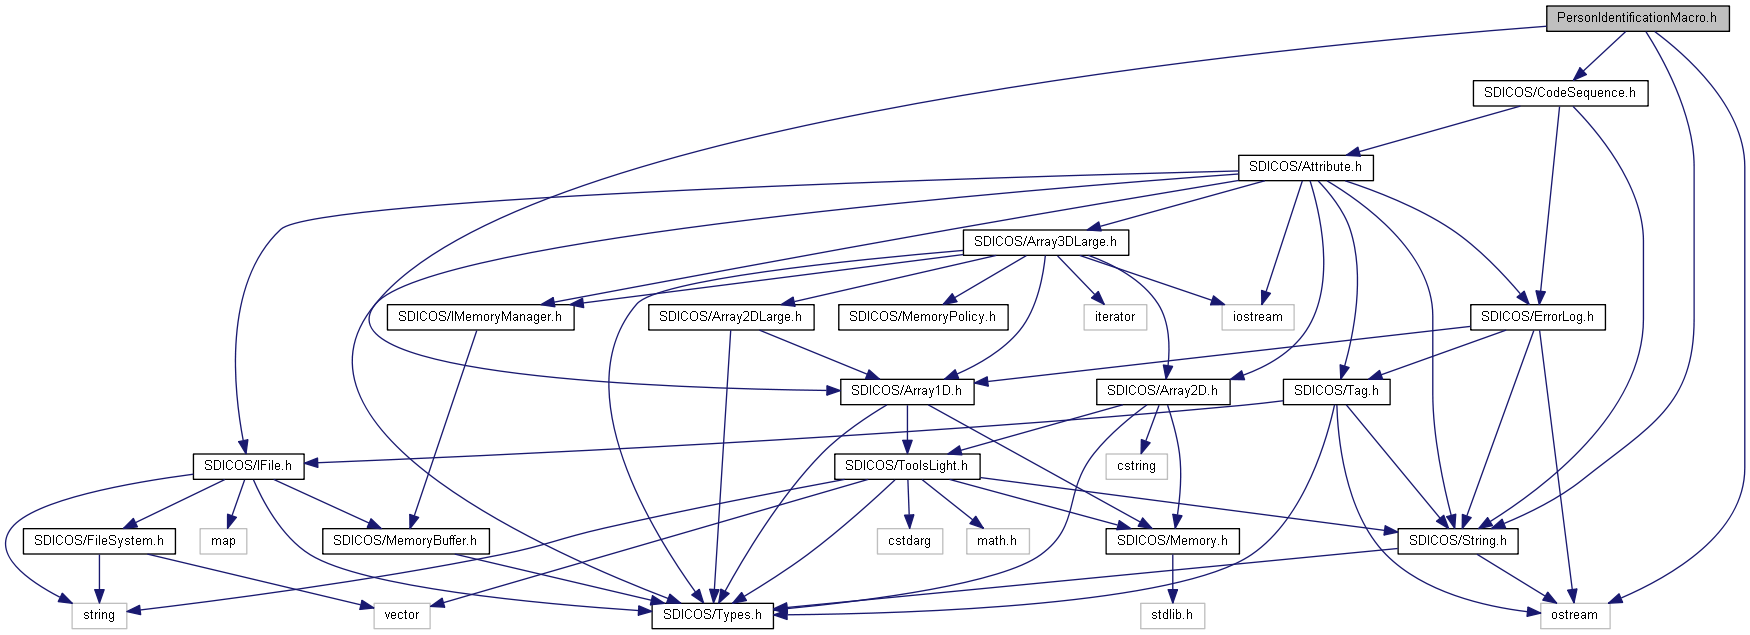 PersonIdentificationMacro.h
SDICOS/CodeSequence.h
SDICOS/Attribute.h
SDICOS/Array3DLarge.h
SDICOS/IMemoryManager.h
SDICOS/Array2DLarge.h
SDICOS/MemoryPolicy.h
iterator
iostream
SDICOS/ErrorLog.h
SDICOS/Array1D.h
SDICOS/Array2D.h
SDICOS/Tag.h
SDICOS/IFile.h
SDICOS/ToolsLight.h
cstring
SDICOS/FileSystem.h
map
SDICOS/MemoryBuffer.h
cstdarg
math.h
SDICOS/Memory.h
SDICOS/String.h
string
vector
SDICOS/Types.h
stdlib.h
ostream